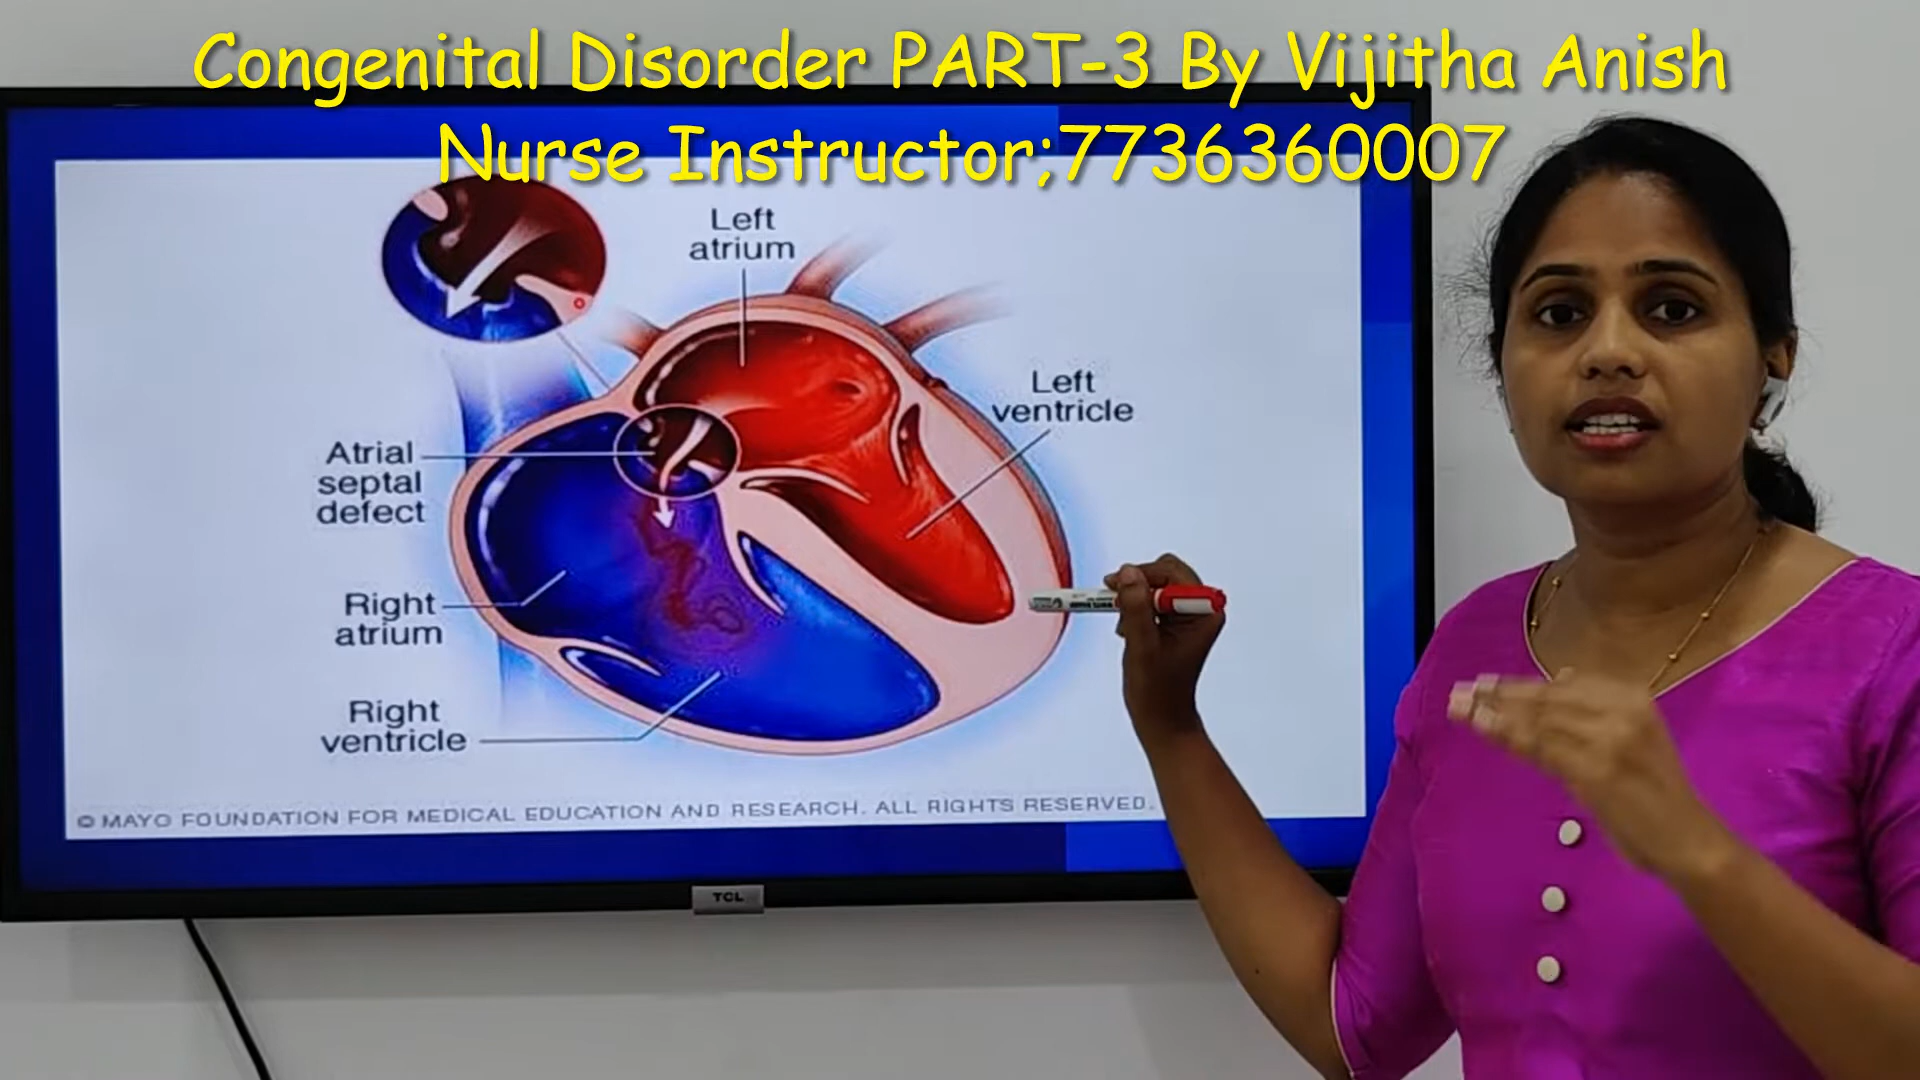 Congenital Disorder PART-3 By Vijitha Anish
Nurse Instructor;7736360007
Left
atrium
Left
ventricle
Atrial
septal
defect
Right
atrium
Right
ventricle
© MAYO FOUNDATION FOR MEDICAL EDUCATION AND RESEARCH. ALL RIGHTS RESERVED.
TCL